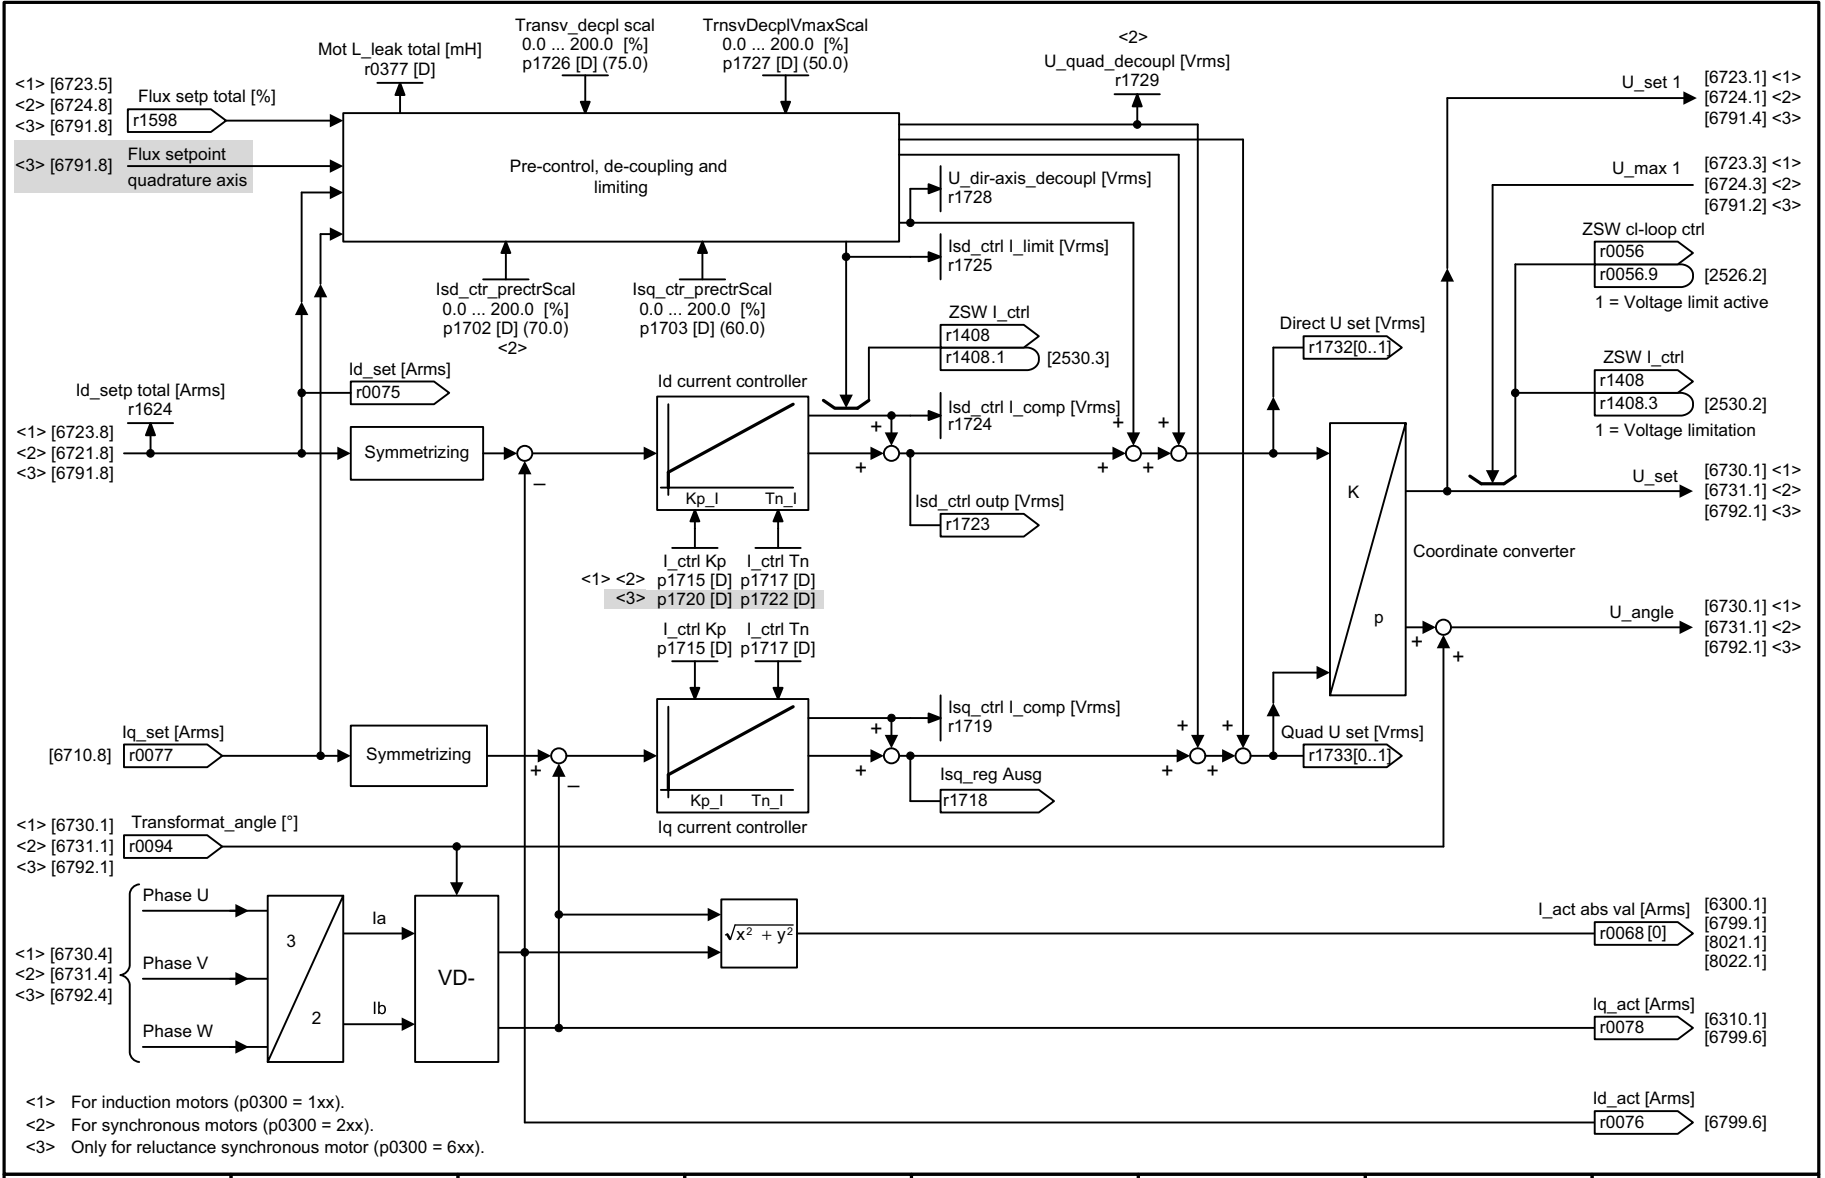 <1> [6723.5]
<2> [6724.8]
<3> [6791.8]
Flux setp total [%]
r1598
<3> [6791.8]
Flux setpoint
quadrature axis
Mot L_leak total [mH]
r0377 [D]
Transv_decpl scal
0.0 ... 200.0 [%]
p1726 [D] (75.0)
TrnsvDecplVmaxScal
0.0 ... 200.0 [%]
p1727 [D] (50.0)
<2>
U_quad_decoupl [Vrms]
r1729
Pre-control, de-coupling and
limiting
U_dir-axis_decoupl [Vrms]
r1728
Isd_ctrl I_limit [Vrms]
r1725
Isd_ctr_prectrScal
0.0 ... 200.0 [%]
p1702 [D] (70.0)
<2>
Isq_ctr_prectrScal
0.0 ... 200.0 [%]
p1703 [D] (60.0)
ZSW I_ctrl
r1408
r1408.1
[2530.3]
U_set 1
[6723.1] <1>
[6724.1] <2>
[6791.4] <3>
U_max 1
[6723.3] <1>
[6724.3] <2>
[6791.2] <3>
ZSW cl-loop ctrl
r0056
r0056.9
[2526.2]
1 = Voltage limit active
Direct U set [Vrms]
r1732[0..1]
ZSW I_ctrl
r1408
r1408.3
[2530.2]
1 = Voltage limitation
Id_setp total [Arms]
r1624
<1> [6723.8]
<2> [6721.8]
<3> [6791.8]
Id_set [Arms]
r0075
Symmetrizing
–
Id current controller
Kp_I
Tn_I
+
+
Isd_ctrl I_comp [Vrms]
r1724
Isd_ctrl outp [Vrms]
r1723
+
+
+
+
K
p
Coordinate converter
U_set
[6730.1] <1>
[6731.1] <2>
[6792.1] <3>
I_ctrl Kp
I_ctrl Tn
<1> <2> p1715 [D] p1717 [D]
<3> p1720 [D] p1722 [D]
I_ctrl Kp
I_ctrl Tn
p1715 [D] p1717 [D]
+
+
U_angle
[6730.1] <1>
[6731.1] <2>
[6792.1] <3>
[6710.8]
Iq_set [Arms]
r0077
Symmetrizing
+
–
Kp_I
Tn_I
Iq current controller
+
+
Isq_ctrl I_comp [Vrms]
r1719
Isq_reg Ausg
r1718
+
+
+
+
Quad U set [Vrms]
r1733[0..1]
<1> [6730.1]
<2> [6731.1]
<3> [6792.1]
Transformat_angle [°]
r0094
<1> [6730.4]
<2> [6731.4]
<3> [6792.4]
Phase U
Phase V
Phase W
3
2
Ia
Ib
VD-
√x² + y²
I_act abs val [Arms]
r0068 [0]
[6300.1]
[6799.1]
[8021.1]
[8022.1]
Iq_act [Arms]
r0078
[6310.1]
[6799.6]
Id_act [Arms]
r0076
[6799.6]
<1> For induction motors (p0300 = 1xx).
<2> For synchronous motors (p0300 = 2xx).
<3> Only for reluctance synchronous motor (p0300 = 6xx).